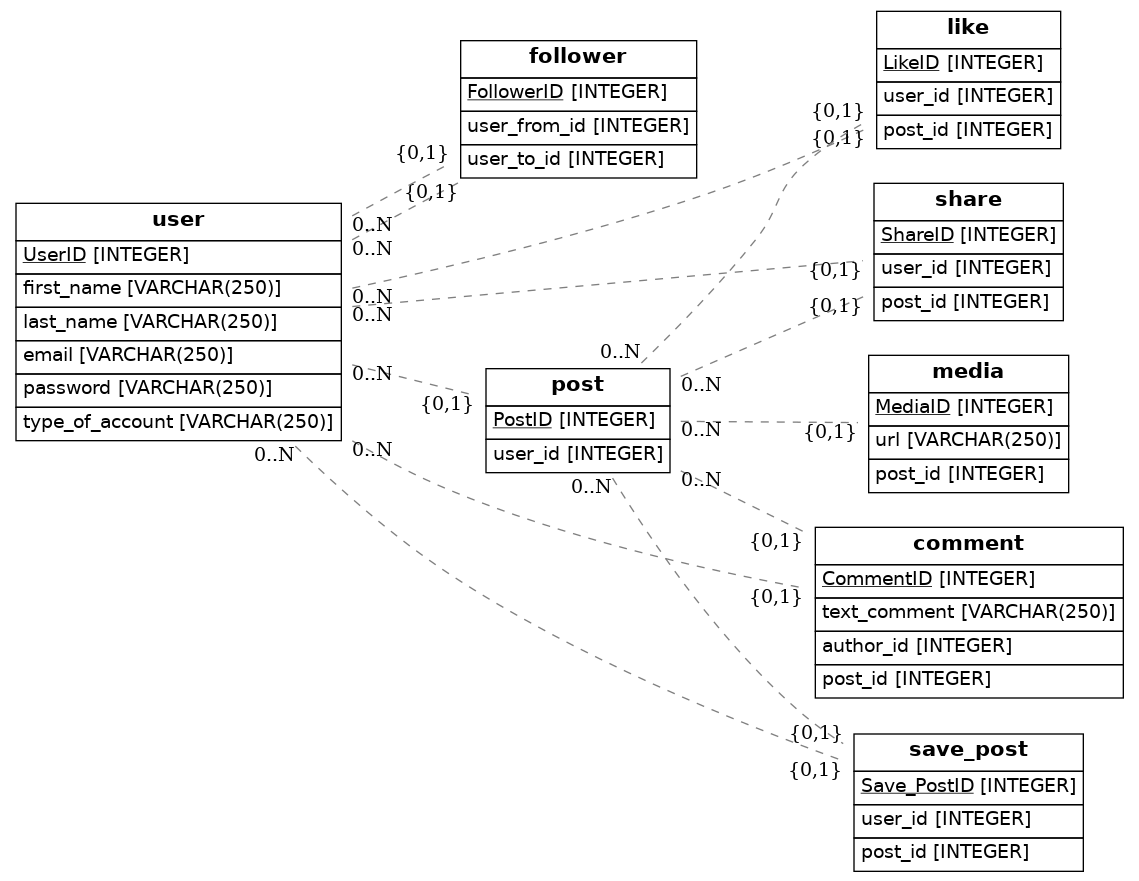 like
LikeID [INTEGER]
user_id [INTEGER]
post_id [INTEGER]
follower
FollowerID [INTEGER]
user_from_id [INTEGER]
user_to_id [INTEGER]
{0,1}
{0,1}
{0,1}
{0,1}
share
ShareID [INTEGER]
user_id [INTEGER]
post_id [INTEGER]
user
UserID [INTEGER]
first_name [VARCHAR(250)]
last_name [VARCHAR(250)]
email [VARCHAR(250)]
password [VARCHAR(250)]
type_of_account [VARCHAR(250)]
0..N
0..N
0..N
0..N
0..N
0..N
0..N
{0,1}
{0,1}
{0,1}
0..N
post
PostID [INTEGER]
user_id [INTEGER]
0..N
0..N
0..N
0..N
media
MediaID [INTEGER]
url [VARCHAR(250)]
post_id [INTEGER]
{0,1}
{0,1}
{0,1}
comment
CommentID [INTEGER]
text_comment [VARCHAR(250)]
author_id [INTEGER]
post_id [INTEGER]
{0,1}
{0,1}
save_post
Save_PostID [INTEGER]
user_id [INTEGER]
post_id [INTEGER]